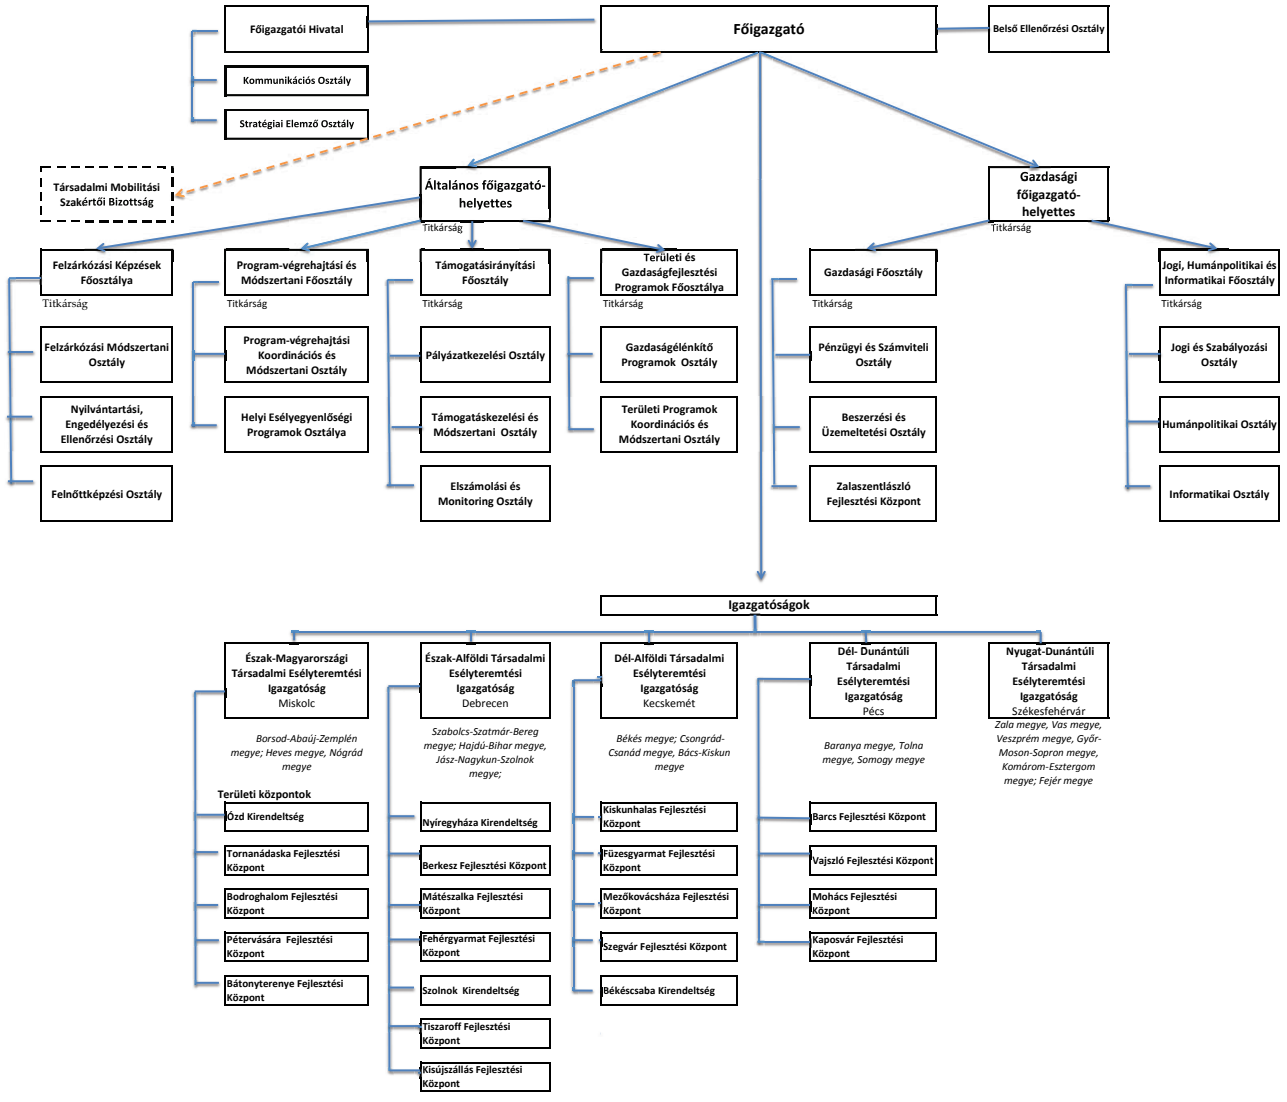 Főigazgatói Hivatal
Főigazgató
Belső Ellenőrzési Osztály
Kommunikációs Osztály
Stratégiai Elemző Osztály
Társadalmi Mobilitási
Szakértői Bizottság
Általános főigazgató-
helyettes
Titkárság
Gazdasági
főigazgató-
helyettes
Titkárság
Felzárkózási Képzések
Főosztálya
Titkárság
Program-végrehajtási és
Módszertani Főosztály
Titkárság
Támogatásirányítási
Főosztály
Titkárság
Területi és
Gazdaságfejlesztési
Programok Főosztálya
Titkárság
Gazdasági Főosztály
Titkárság
Jogi, Humánpolitikai és
Informatikai Főosztály
Titkárság
Felzárkózási Módszertani
Osztály
Program-végrehajtási
Koordinációs és
Módszertani Osztály
Pályázatkezelési Osztály
Gazdaságélénkítő
Programok Osztály
Pénzügyi és Számviteli
Osztály
Jogi és Szabályozási
Osztály
Nyilvántartási,
Engedélyezési és
Ellenőrzési Osztály
Helyi Esélyegyenlőségi
Programok Osztálya
Támogatáskezelési és
Módszertani Osztály
Területi Programok
Koordinációs és
Módszertani Osztály
Beszerzési és
Üzemeltetési Osztály
Humánpolitikai Osztály
Felnőttképzési Osztály
Elszámolási és
Monitoring Osztály
Zalaszentlászló
Fejlesztési Központ
Informatikai Osztály
Igazgatóságok
Észak-Magyarországi
Társadalmi Esélyteremtési
Igazgatóság
Miskolc
Észak-Alföldi Társadalmi
Esélyteremtési
Igazgatóság
Debrecen
Dél-Alföldi Társadalmi
Esélyteremtési
Igazgatóság
Kecskemét
Dél- Dunántúli
Társadalmi
Esélyteremtési
Igazgatóság
Pécs
Nyugat-Dunántúli
Társadalmi
Esélyteremtési
Igazgatóság
Székesfehérvár
Borsod-Abaúj-Zemplén
megye; Heves megye, Nógrád
megye
Szabolcs-Szatmár-Bereg
megye; Hajdú-Bihar megye,
Jász-Nagykun-Szolnok
megye;
Békés megye; Csongrád-
Csanád megye, Bács-Kiskun
megye
Baranya megye, Tolna
megye, Somogy megye
Zala megye, Vas megye,
Veszprém megye, Győr-
Moson-Sopron megye,
Komárom-Esztergom
megye; Fejér megye
Területi központok
Ózd Kirendeltség
Tornanádaska Fejlesztési
Központ
Bodroghalom Fejlesztési
Központ
Pétervására Fejlesztési
Központ
Bátonyterenye Fejlesztési
Központ
Nyíregyháza Kirendeltség
Berkesz Fejlesztési Központ
Mátészalka Fejlesztési
Központ
Fehérgyarmat Fejlesztési
Központ
Szolnok Kirendeltség
Tiszaroff Fejlesztési
Központ
Kisújszállás Fejlesztési
Központ
Kiskunhalas Fejlesztési
Központ
Füzesgyarmat Fejlesztési
Központ
Mezőkovácsháza Fejlesztési
Központ
Szegvár Fejlesztési Központ
Békéscsaba Kirendeltség
Barcs Fejlesztési Központ
Vajszló Fejlesztési Központ
Mohács Fejlesztési
Központ
Kaposvár Fejlesztési
Központ